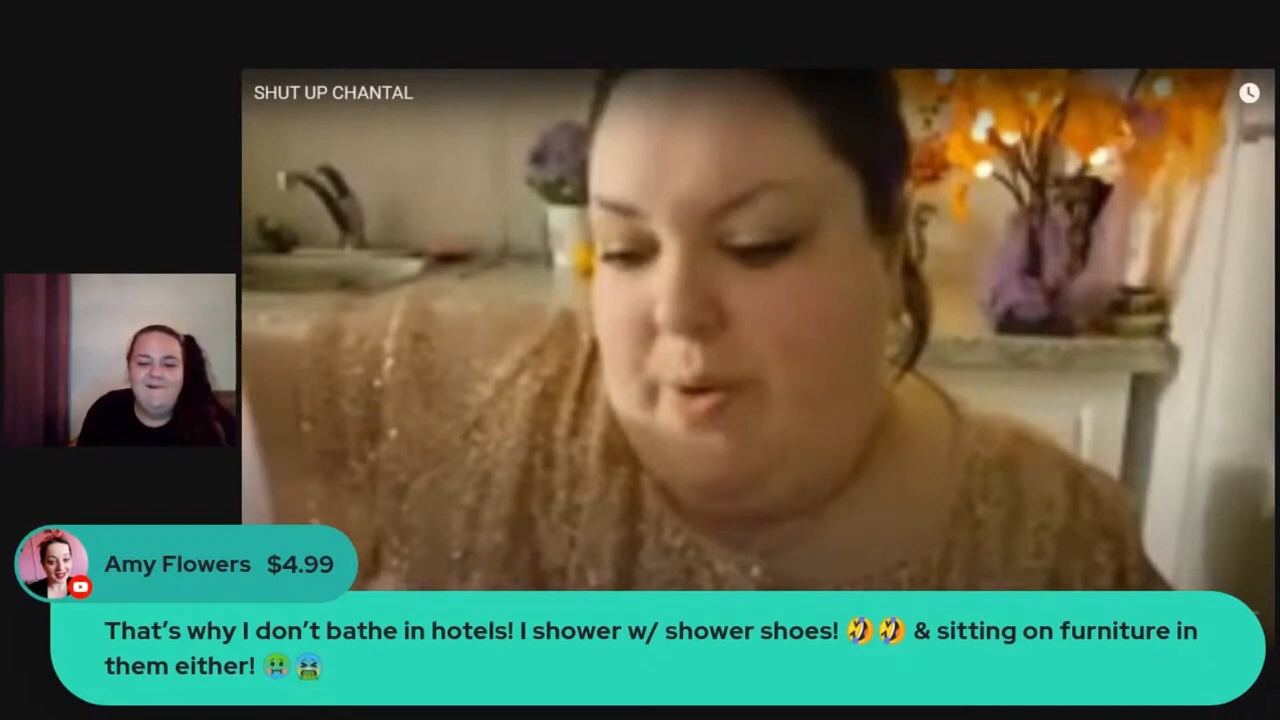 SHUT UP CHANTAL
Amy Flowers $4.99
That's why I don't bathe in hotels! I shower w/ shower shoes! 🤣🤣 & sitting on furniture in
them either! 🤢🤮